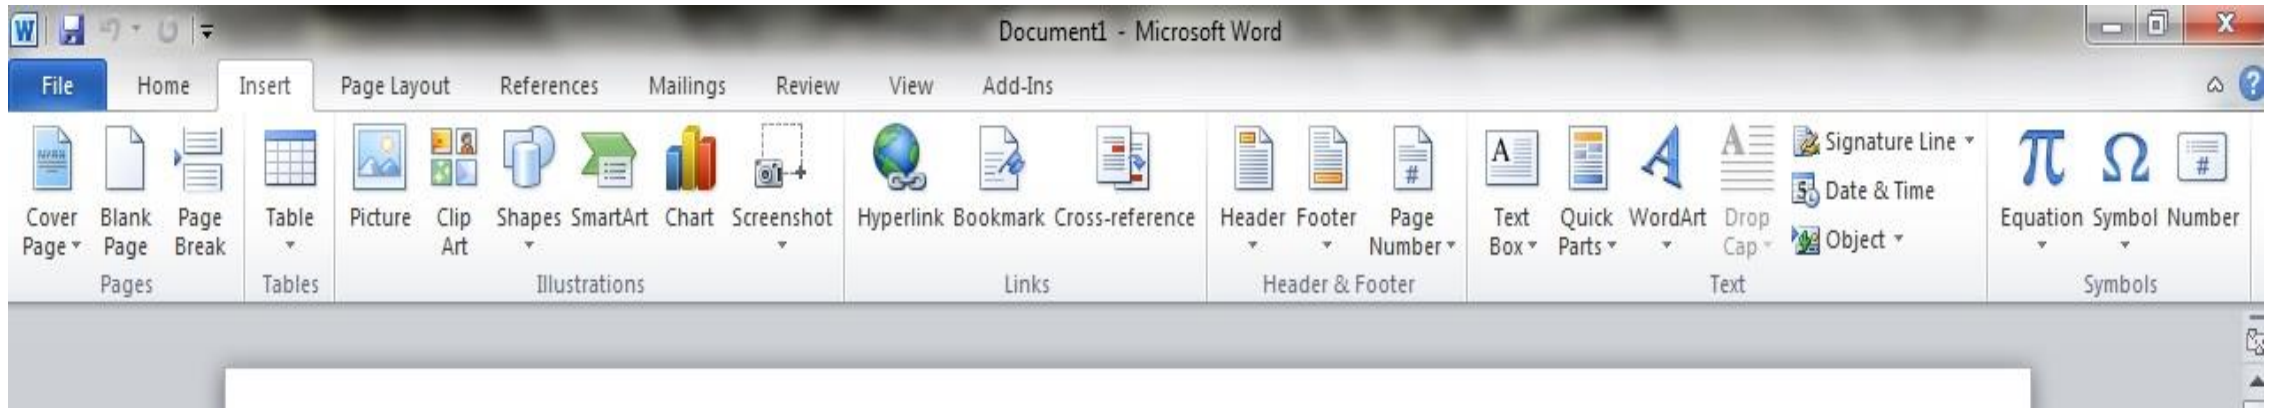 Document1 - Microsoft Word
File Home Insert Page Layout References Mailings Review View Add-Ins
Cover Page
Blank Page
Page Break
Pages
Table
Tables
Picture
Clip Art
Shapes
SmartArt
Chart
Screenshot
Illustrations
Hyperlink
Bookmark
Cross-reference
Links
Header
Footer
Page Number
Header & Footer
Text Box
Quick Parts
WordArt
Drop Cap
Signature Line
Date & Time
Object
Text
Equation
Symbol
Number
Symbols